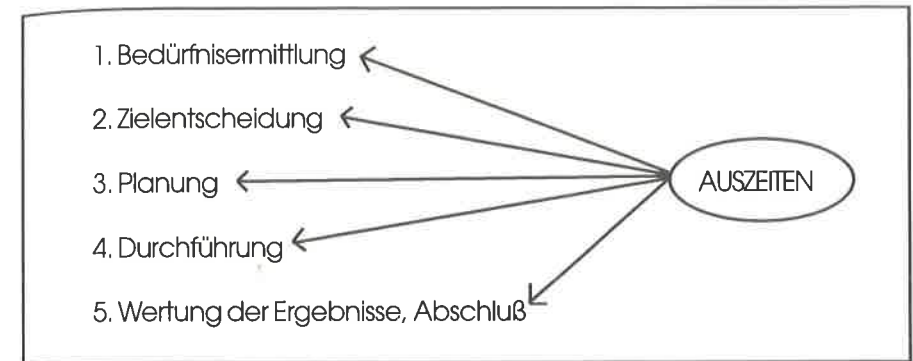 1. Bedürfnisermittlung
2. Zielentscheidung
3. Planung
AUSZEITEN
4. Durchführung
5. Wertung der Ergebnisse, Abschluß